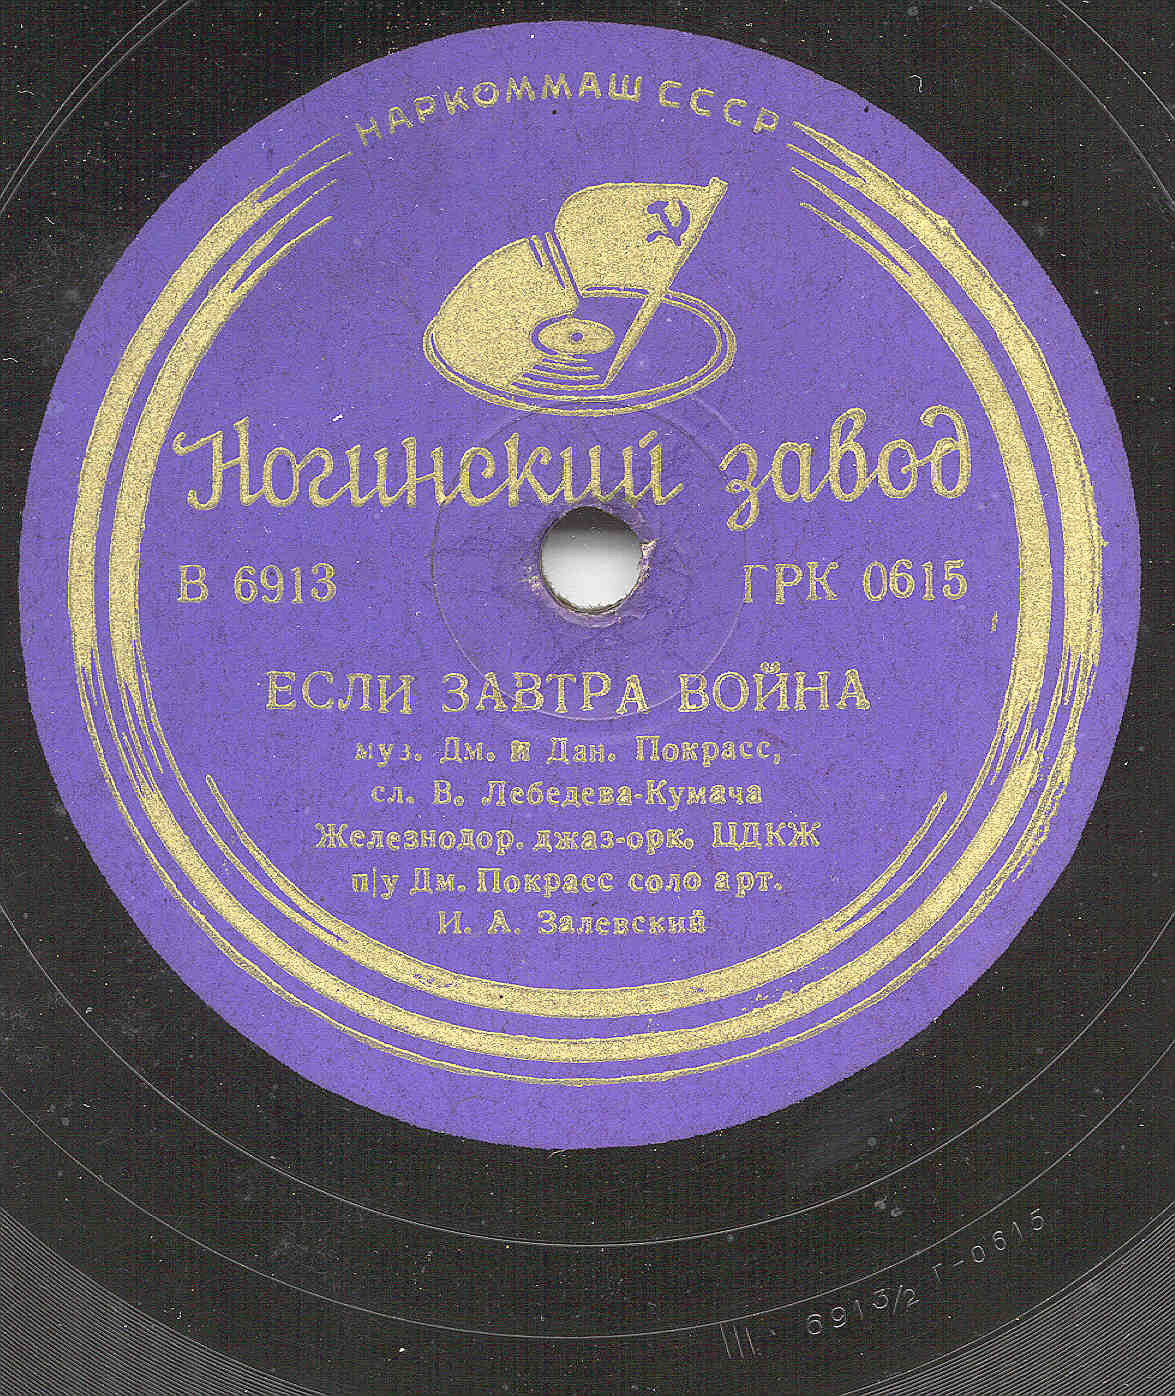 НАРКОММАШ СССР
Ногинский завод
В 6913 ГРК 0615
ЕСЛИ ЗАВТРА ВОЙНА
муз. Дм. и Дан. Покрасс,
сл. В. Лебедева-Кумача
Железнодор. джаз-орк. ЦДКЖ
п/у Дм. Покрасс соло арт.
И. А. Залевский
III. 6913/2 Г-0615